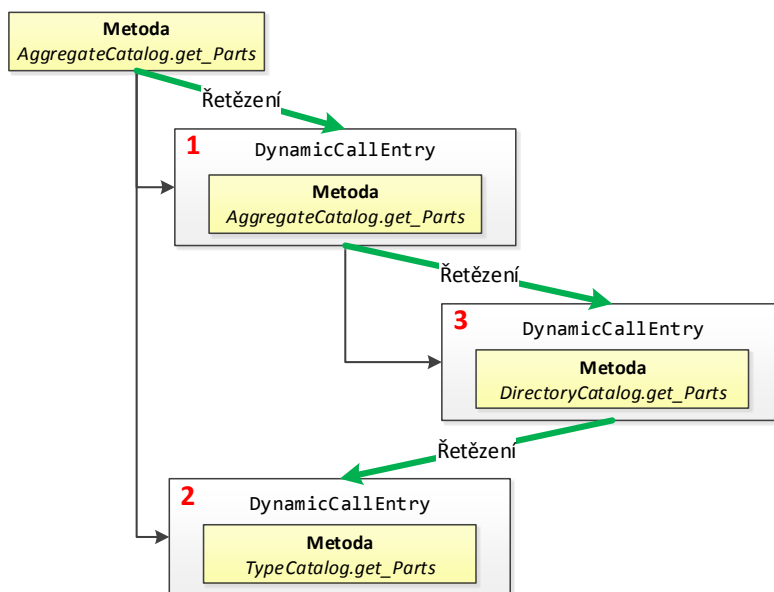 Metoda
AggregateCatalog.get_Parts
Řetězení
1
DynamicCallEntry
Metoda
AggregateCatalog.get_Parts
Řetězení
3
DynamicCallEntry
Metoda
DirectoryCatalog.get_Parts
Řetězení
2
DynamicCallEntry
Metoda
TypeCatalog.get_Parts